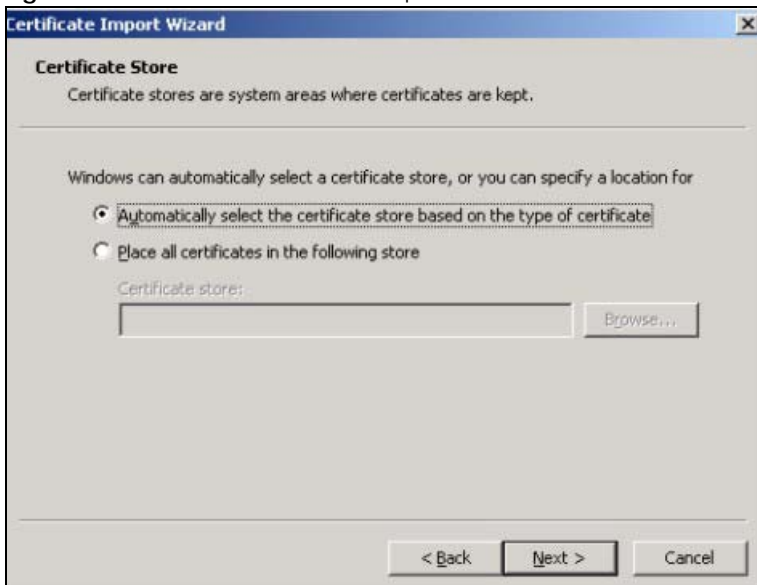 Certificate Import Wizard
Certificate Store
Certificate stores are system areas where certificates are kept.
Windows can automatically select a certificate store, or you can specify a location for
Automatically select the certificate store based on the type of certificate
Place all certificates in the following store
Certificate store:
Browse...
< Back Next > Cancel